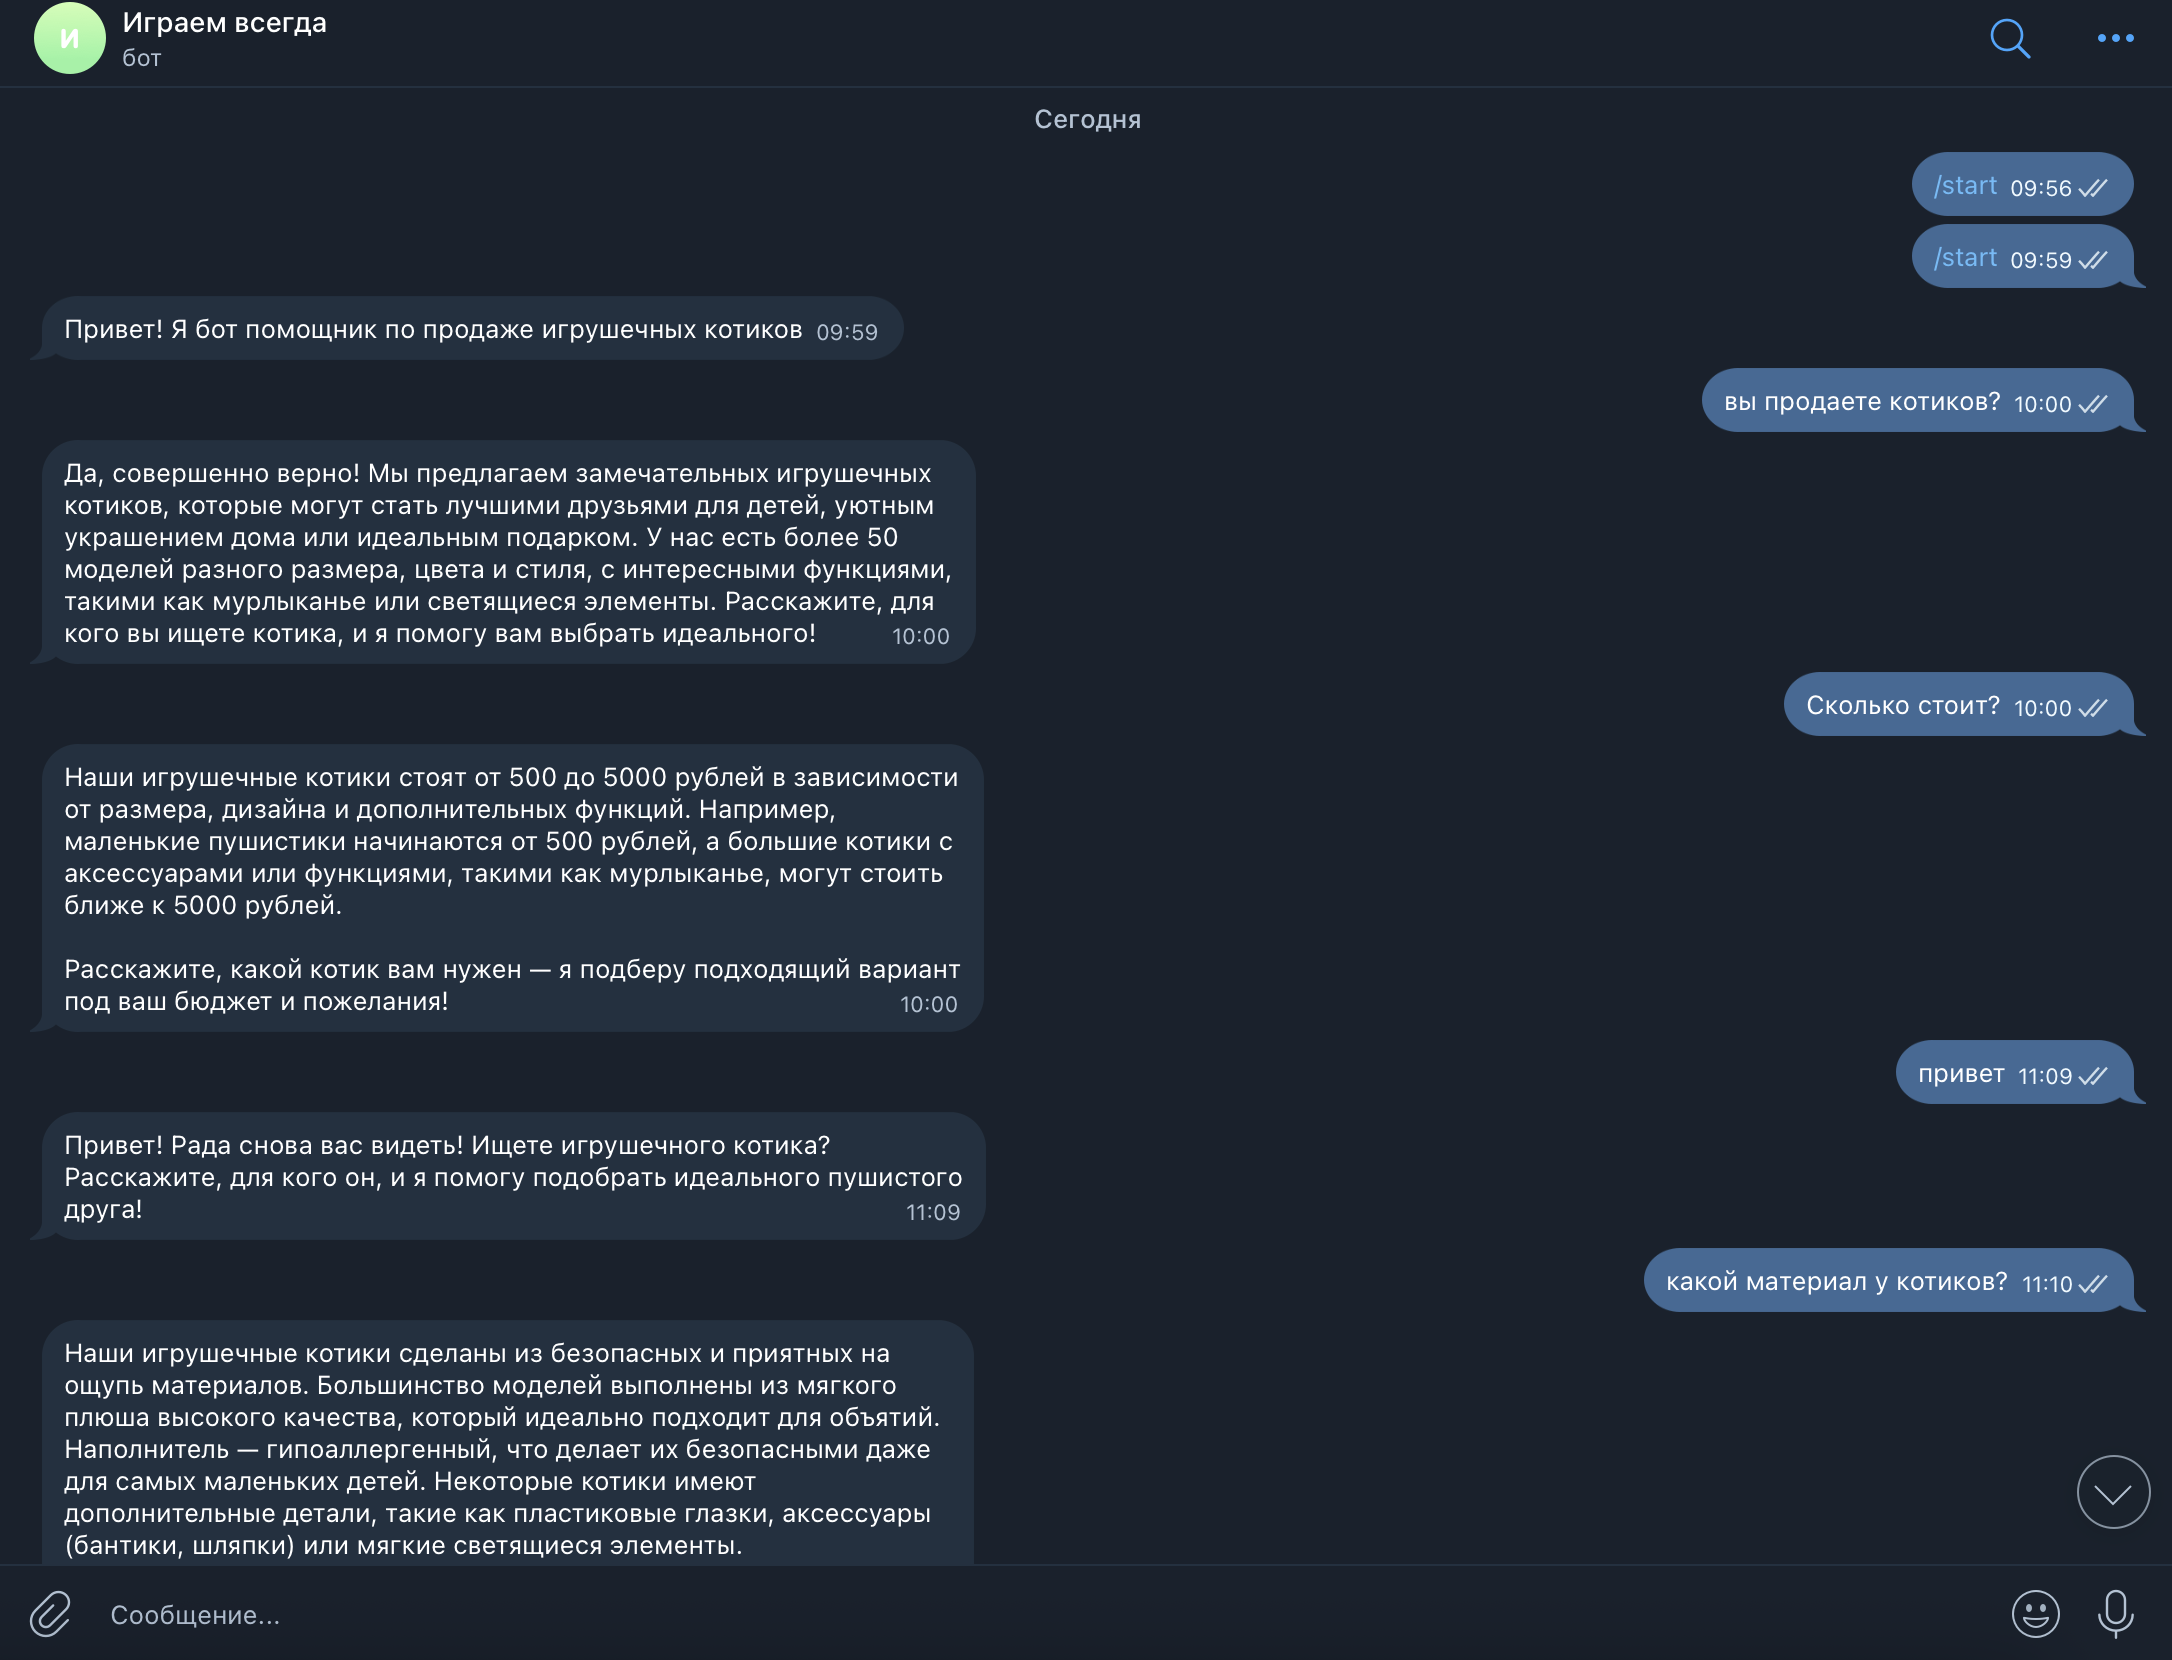 И
Играем всегда
бот
Сегодня
/start 09:56
/start 09:59
Привет! Я бот помощник по продаже игрушечных котиков 09:59
вы продаете котиков? 10:00
Да, совершенно верно! Мы предлагаем замечательных игрушечных
котиков, которые могут стать лучшими друзьями для детей, уютным
украшением дома или идеальным подарком. У нас есть более 50
моделей разного размера, цвета и стиля, с интересными функциями,
такими как мурлыканье или светящиеся элементы. Расскажите, для
кого вы ищете котика, и я помогу вам выбрать идеального! 10:00
Сколько стоит? 10:00
Наши игрушечные котики стоят от 500 до 5000 рублей в зависимости
от размера, дизайна и дополнительных функций. Например,
маленькие пушистики начинаются от 500 рублей, а большие котики с
аксессуарами или функциями, такими как мурлыканье, могут стоить
ближе к 5000 рублей.
Расскажите, какой котик вам нужен — я подберу подходящий вариант
под ваш бюджет и пожелания! 10:00
привет 11:09
Привет! Рада снова вас видеть! Ищете игрушечного котика?
Расскажите, для кого он, и я помогу подобрать идеального пушистого
друга! 11:09
какой материал у котиков? 11:10
Наши игрушечные котики сделаны из безопасных и приятных на
ощупь материалов. Большинство моделей выполнены из мягкого
плюша высокого качества, который идеально подходит для объятий.
Наполнитель — гипоаллергенный, что делает их безопасными даже
для самых маленьких детей. Некоторые котики имеют
дополнительные детали, такие как пластиковые глазки, аксессуары
(бантики, шляпки) или мягкие светящиеся элементы.
Сообщение...